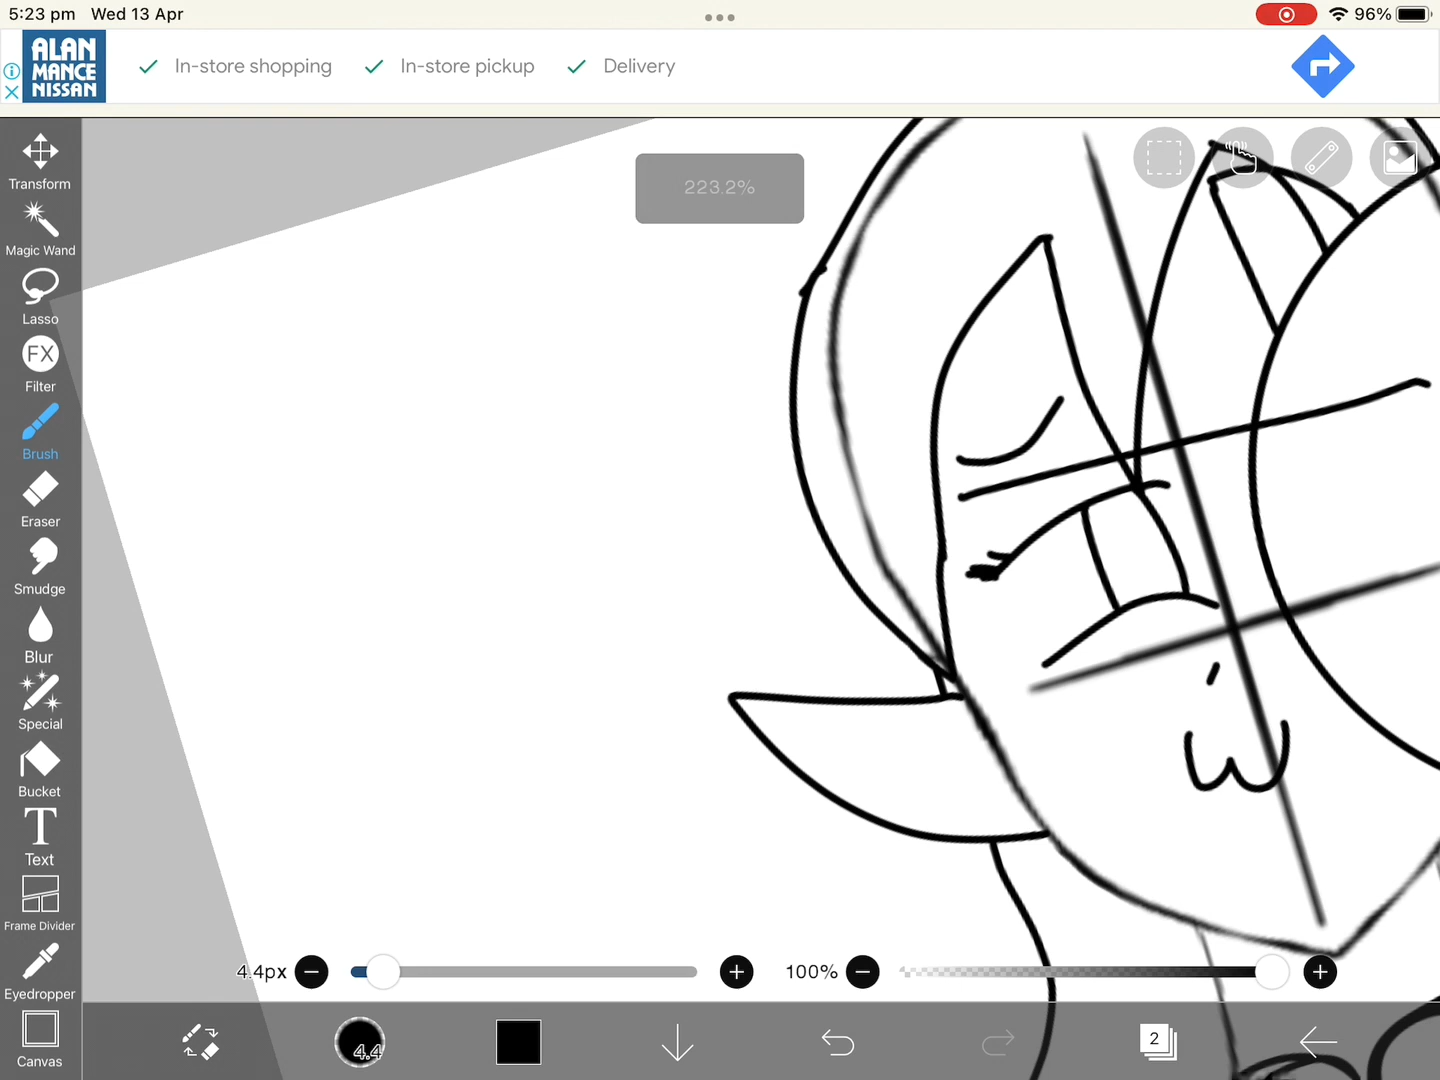 5:23 pm Wed 13 Apr
96%
ALAN
MANCE
NISSAN
In-store shopping
In-store pickup
Delivery
223.2%
Transform
Magic Wand
Lasso
FX
Filter
Brush
Eraser
Smudge
Blur
Special
Bucket
T
Text
Frame Divider
Eyedropper
Canvas
4.4px
100%
4.4
2